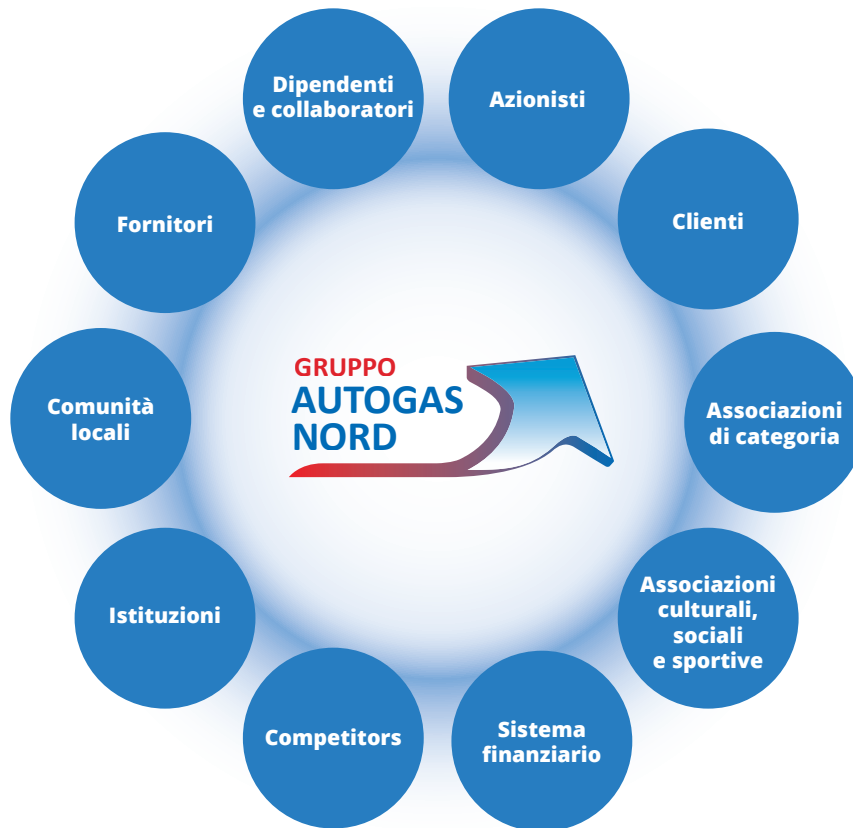 Dipendenti
e collaboratori
Azionisti
Fornitori
Clienti
GRUPPO
AUTOGAS
NORD
Comunità
locali
Associazioni
di categoria
Istituzioni
Associazioni
culturali,
sociali
e sportive
Competitors
Sistema
finanziario